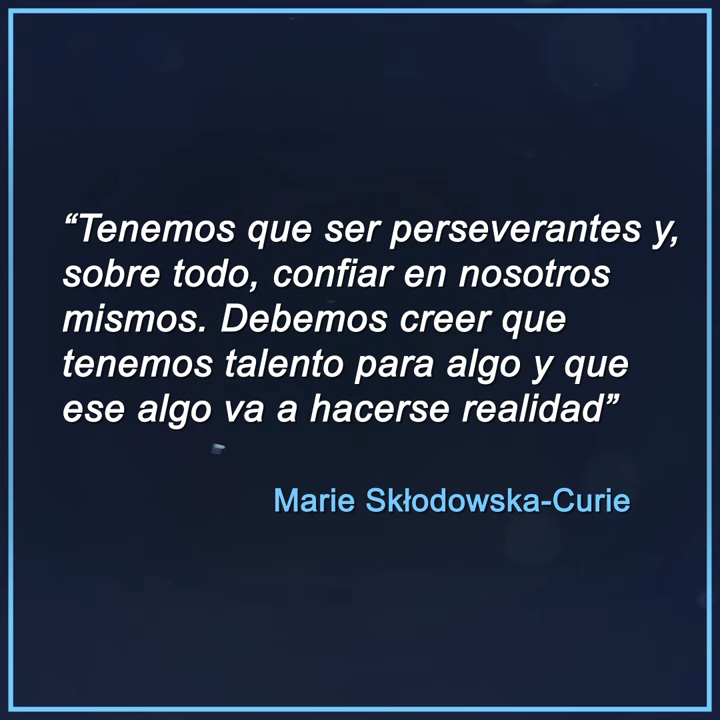 “Tenemos que ser perseverantes y,
sobre todo, confiar en nosotros
mismos. Debemos creer que
tenemos talento para algo y que
ese algo va a hacerse realidad”
Marie Skłodowska-Curie